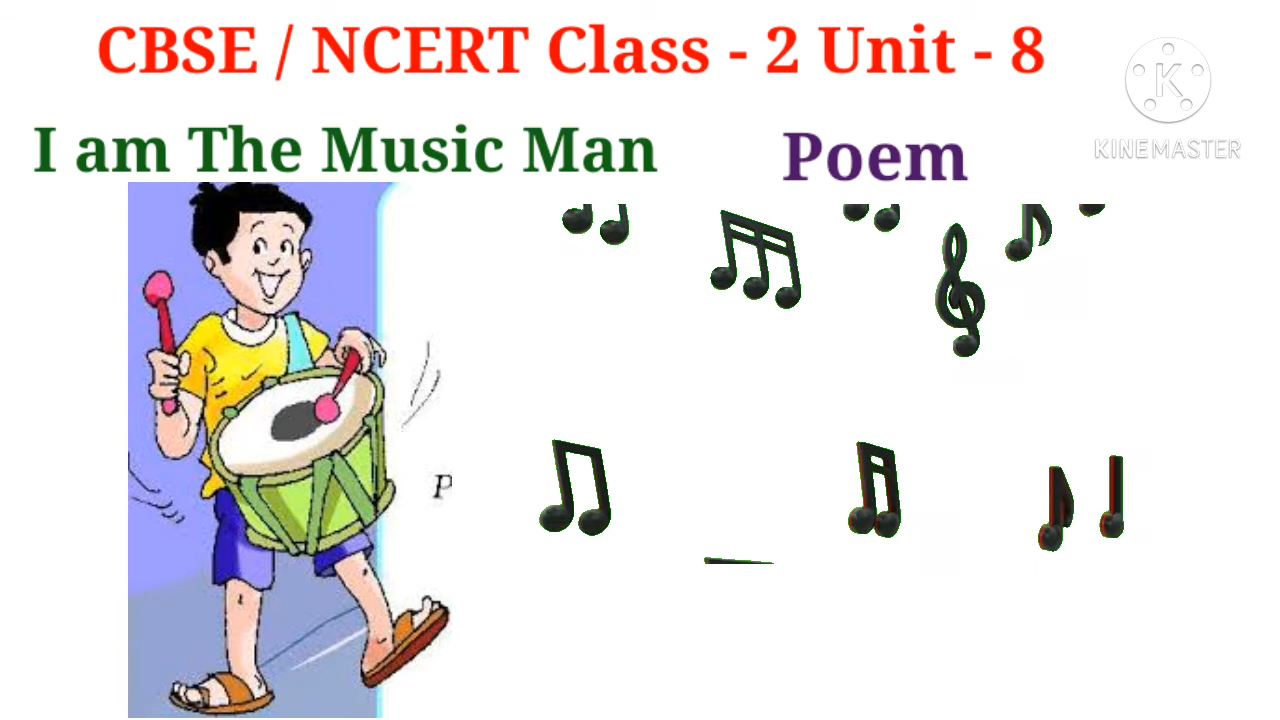 CBSE / NCERT Class - 2 Unit - 8
I am The Music Man
Poem
K
KINEMASTER
P